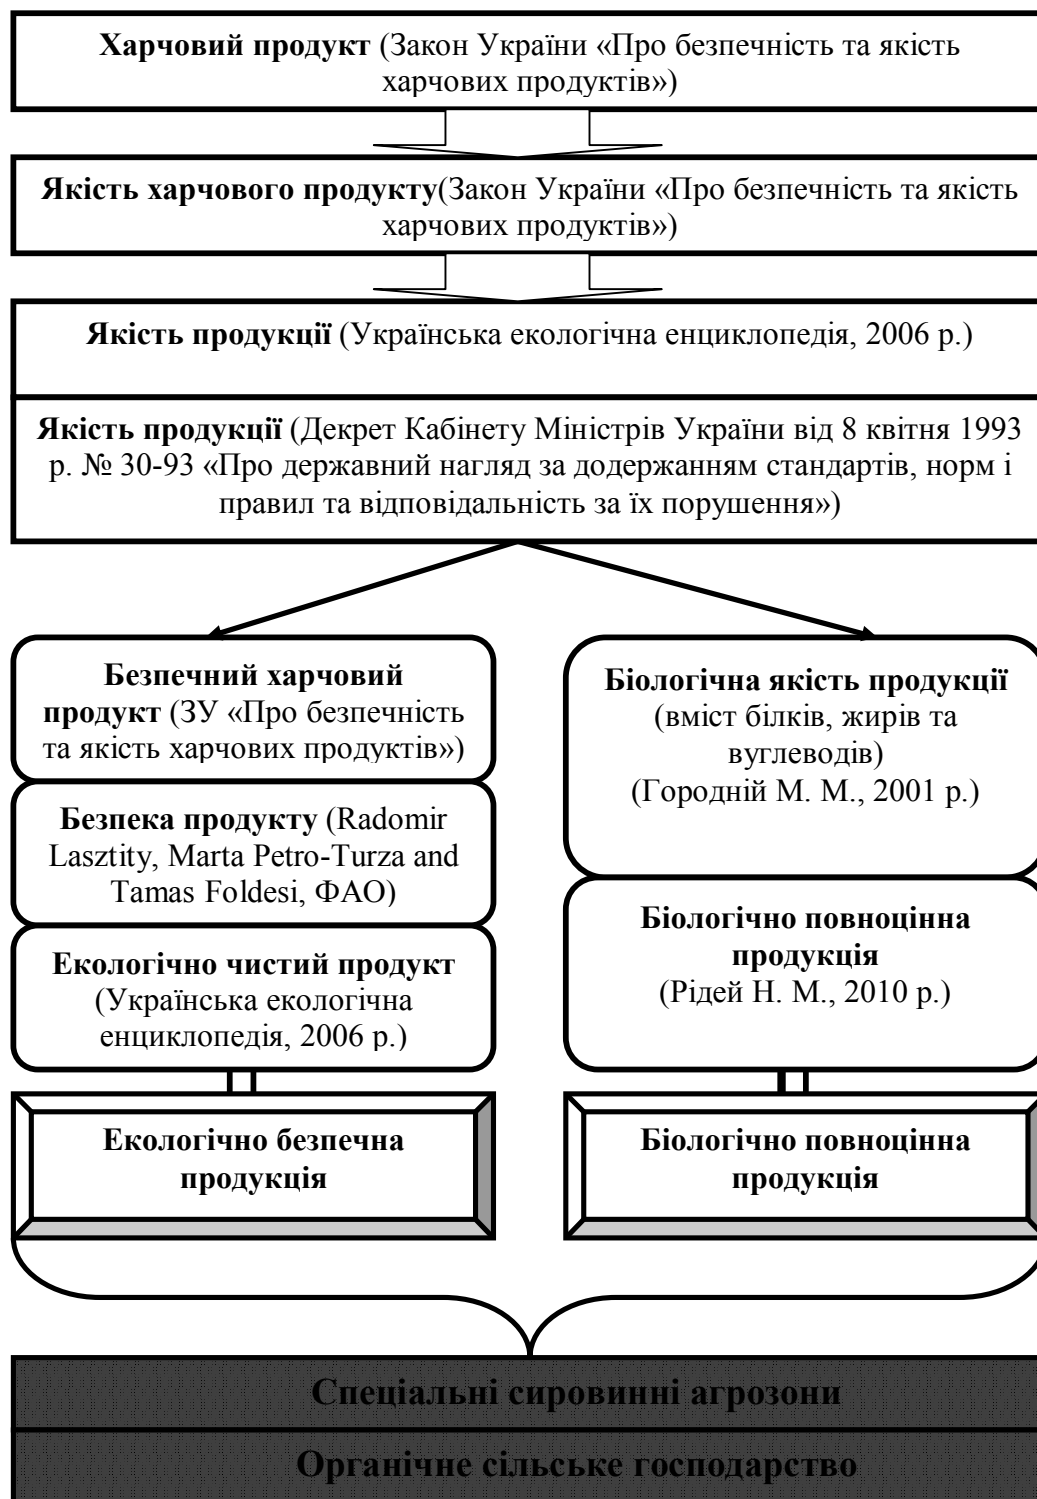 Харчовий продукт (Закон України «Про безпечність та якість
харчових продуктів»)
Якість харчового продукту(Закон України «Про безпечність та якість
харчових продуктів»)
Якість продукції (Українська екологічна енциклопедія, 2006 р.)
Якість продукції (Декрет Кабінету Міністрів України від 8 квітня 1993
р. № 30-93 «Про державний нагляд за додержанням стандартів, норм і
правил та відповідальність за їх порушення»)
Безпечний харчовий
продукт (ЗУ «Про безпечність
та якість харчових продуктів»)
Безпека продукту (Radomir
Lasztity, Marta Petro-Turza and
Tamas Foldesi, ФАО)
Екологічно чистий продукт
(Українська екологічна
енциклопедія, 2006 р.)
Екологічно безпечна
продукція
Біологічна якість продукції
(вміст білків, жирів та
вуглеводів)
(Городній М. М., 2001 р.)
Біологічно повноцінна
продукція
(Рідей Н. М., 2010 р.)
Біологічно повноцінна
продукція
Спеціальні сировинні агрозони
Органічне сільське господарство